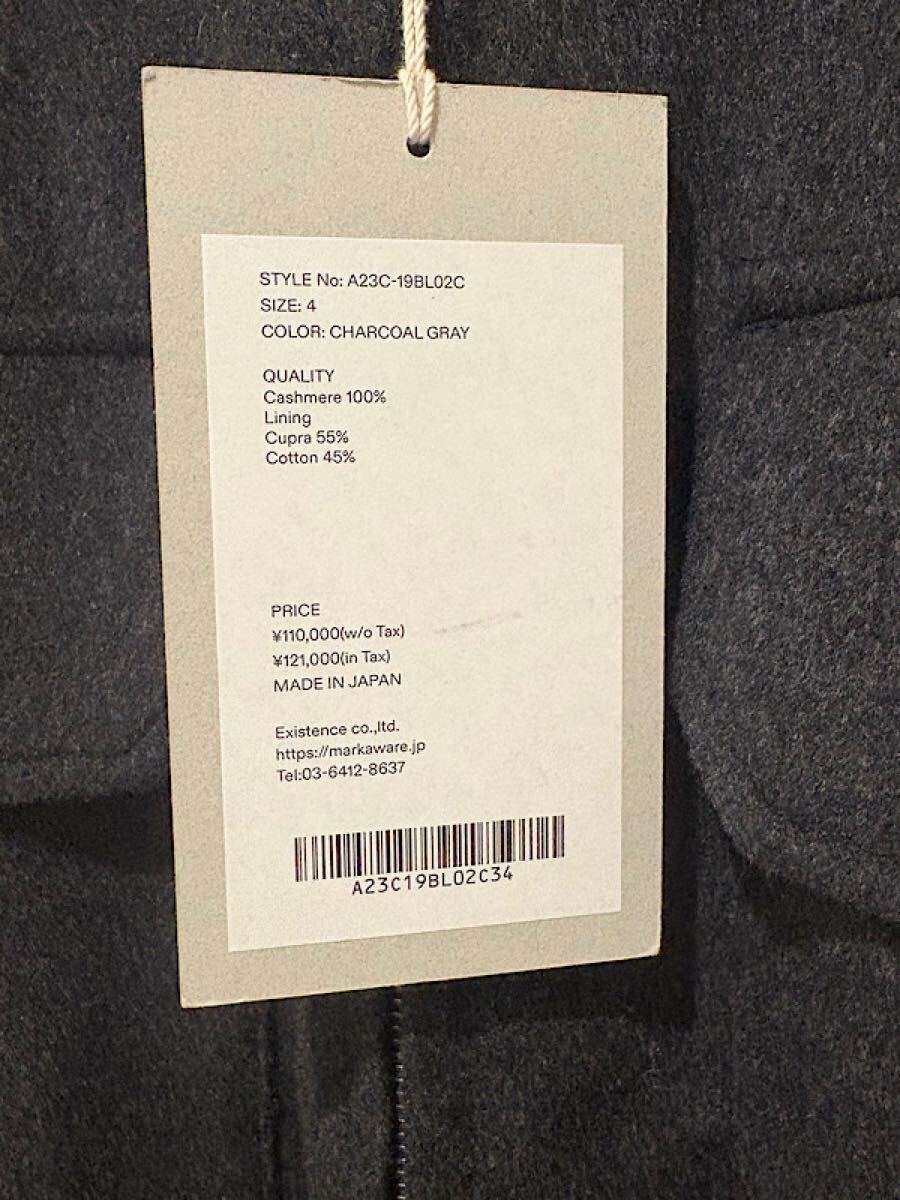 STYLE No: A23C-19BL02C
SIZE: 4
COLOR: CHARCOAL GRAY
QUALITY
Cashmere 100%
Lining
Cupra 55%
Cotton 45%
PRICE
¥110,000(w/o Tax)
¥121,000(in Tax)
MADE IN JAPAN
Existence co.,ltd.
https://markaware.jp
Tel:03-6412-8637
A23C19BL02C34